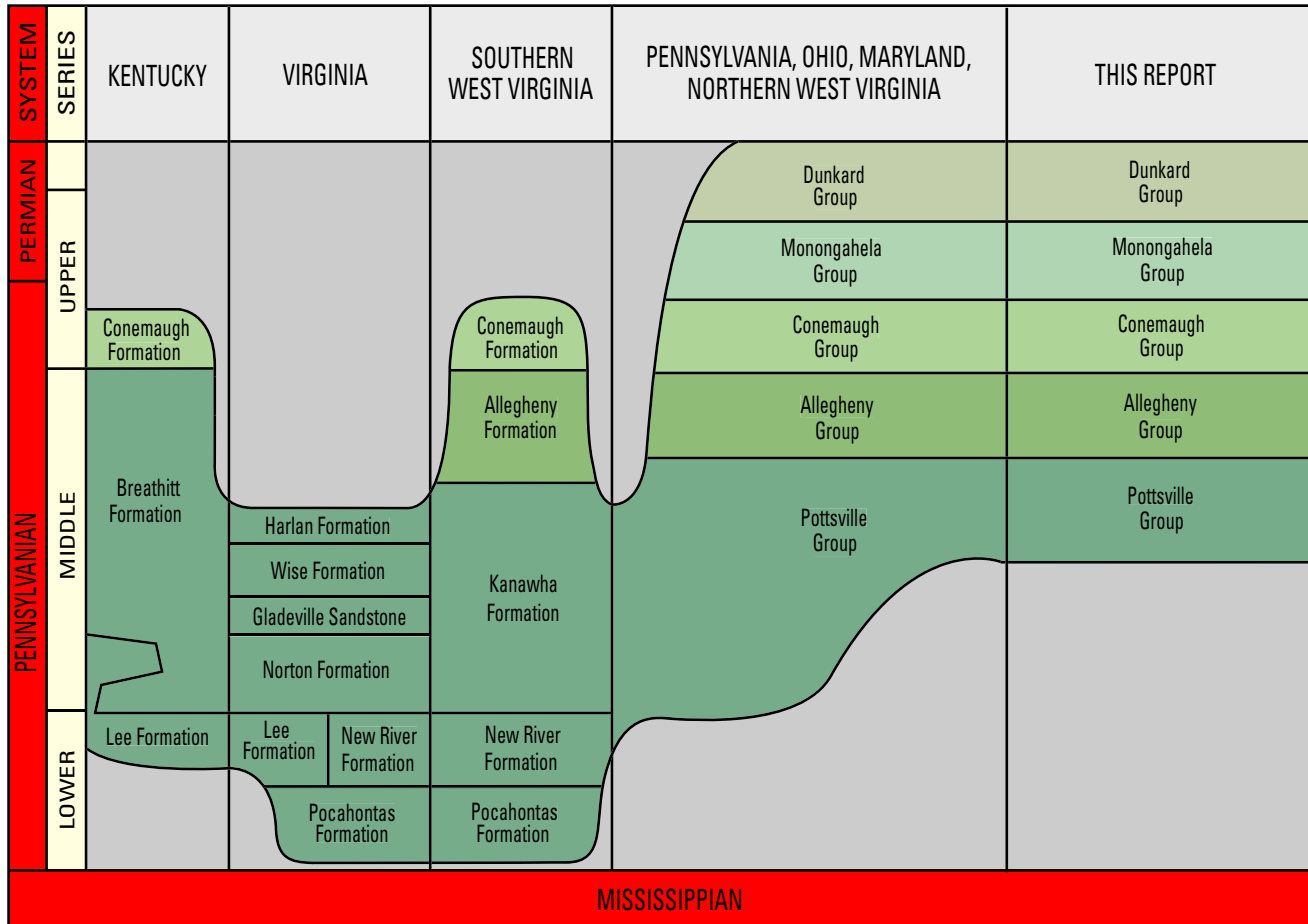 SYSTEM
SERIES
KENTUCKY
VIRGINIA
SOUTHERN
WEST VIRGINIA
PENNSYLVANIA, OHIO, MARYLAND,
NORTHERN WEST VIRGINIA
THIS REPORT
PERMIAN
PENNSYLVANIAN
UPPER
MIDDLE
LOWER
Conemaugh
Formation
Breathitt
Formation
Lee Formation
Harlan Formation
Wise Formation
Gladeville Sandstone
Norton Formation
Lee
Formation
New River
Formation
Pocahontas
Formation
Conemaugh
Formation
Allegheny
Formation
Kanawha
Formation
New River
Formation
Pocahontas
Formation
Dunkard
Group
Monongahela
Group
Conemaugh
Group
Allegheny
Group
Pottsville
Group
Dunkard
Group
Monongahela
Group
Conemaugh
Group
Allegheny
Group
Pottsville
Group
MISSISSIPPIAN